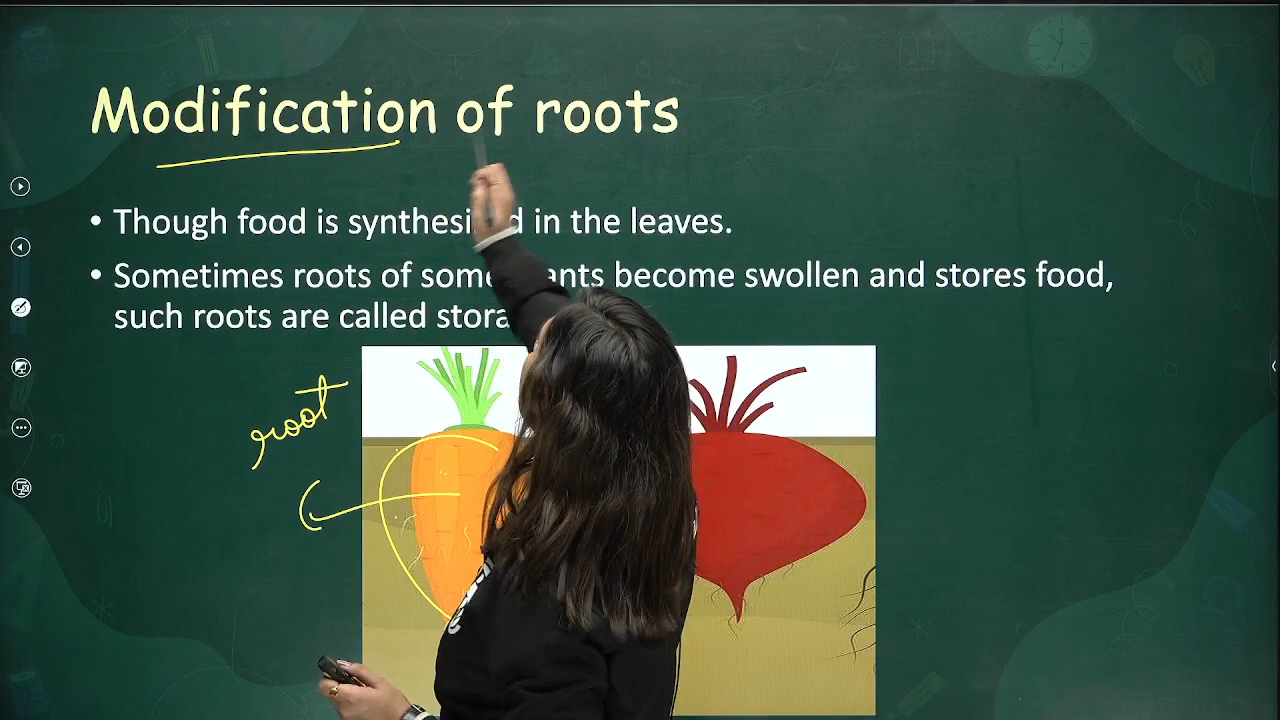 Modification of roots
• Though food is synthesi d in the leaves.
• Sometimes roots of some ants become swollen and stores food,
such roots are called stora
root